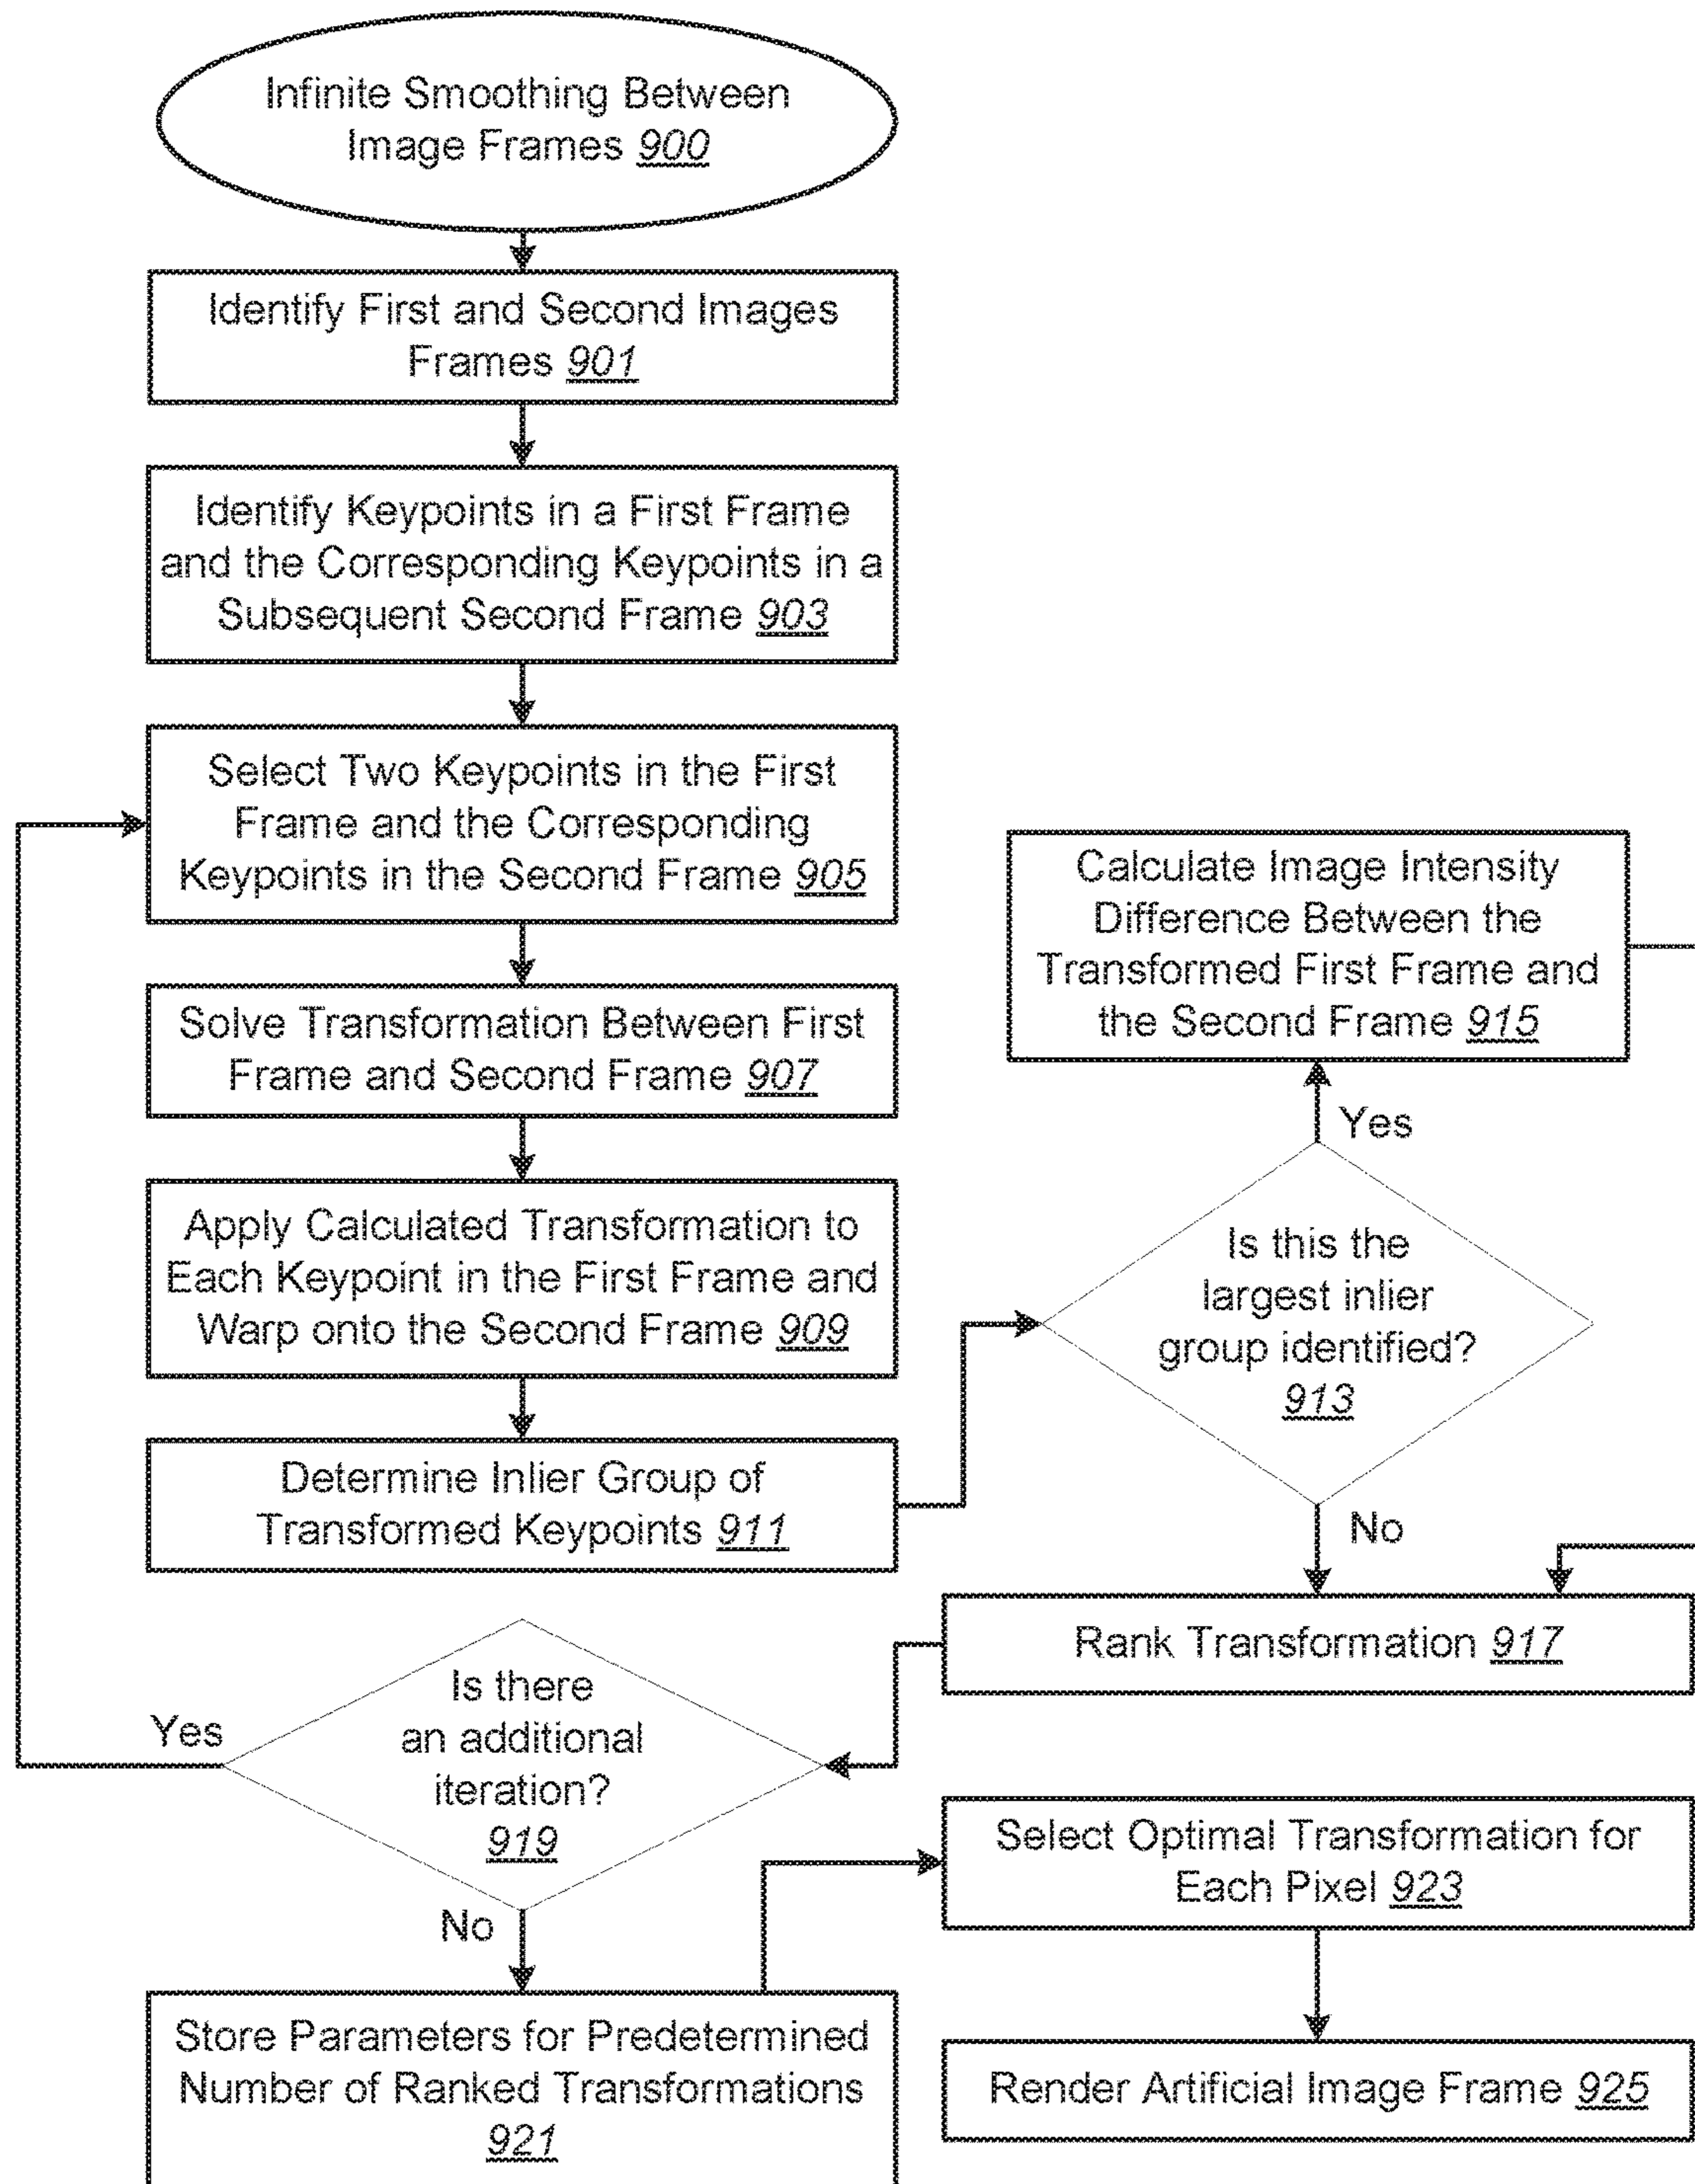 Infinite Smoothing Between
Image Frames 900
Identify First and Second Images
Frames 901
Identify Keypoints in a First Frame
and the Corresponding Keypoints in a
Subsequent Second Frame 903
Select Two Keypoints in the First
Frame and the Corresponding
Keypoints in the Second Frame 905
Solve Transformation Between First
Frame and Second Frame 907
Apply Calculated Transformation to
Each Keypoint in the First Frame and
Warp onto the Second Frame 909
Determine Inlier Group of
Transformed Keypoints 911
Is this the
largest inlier
group identified?
913
Yes
Calculate Image Intensity
Difference Between the
Transformed First Frame and
the Second Frame 915
No
Rank Transformation 917
Is there
an additional
iteration?
919
Yes
No
Store Parameters for Predetermined
Number of Ranked Transformations
921
Select Optimal Transformation for
Each Pixel 923
Render Artificial Image Frame 925